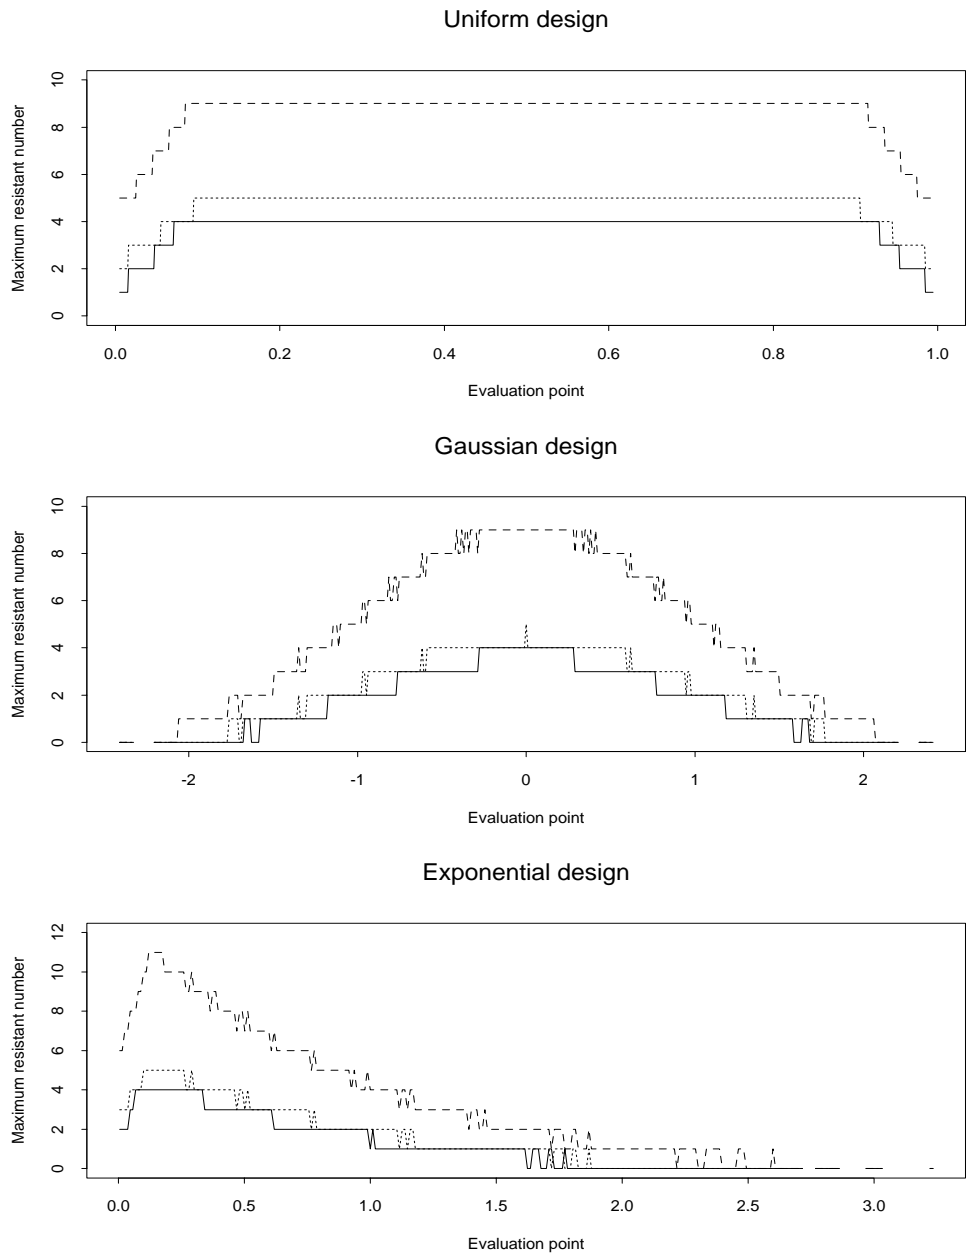 Uniform design
Maximum resistant number
10
8
6
4
2
0
0.0 0.2 0.4 0.6 0.8 1.0
Evaluation point
Gaussian design
Maximum resistant number
10
8
6
4
2
0
-2 -1 0 1 2
Evaluation point
Exponential design
Maximum resistant number
12
10
8
6
4
2
0
0.0 0.5 1.0 1.5 2.0 2.5 3.0
Evaluation point